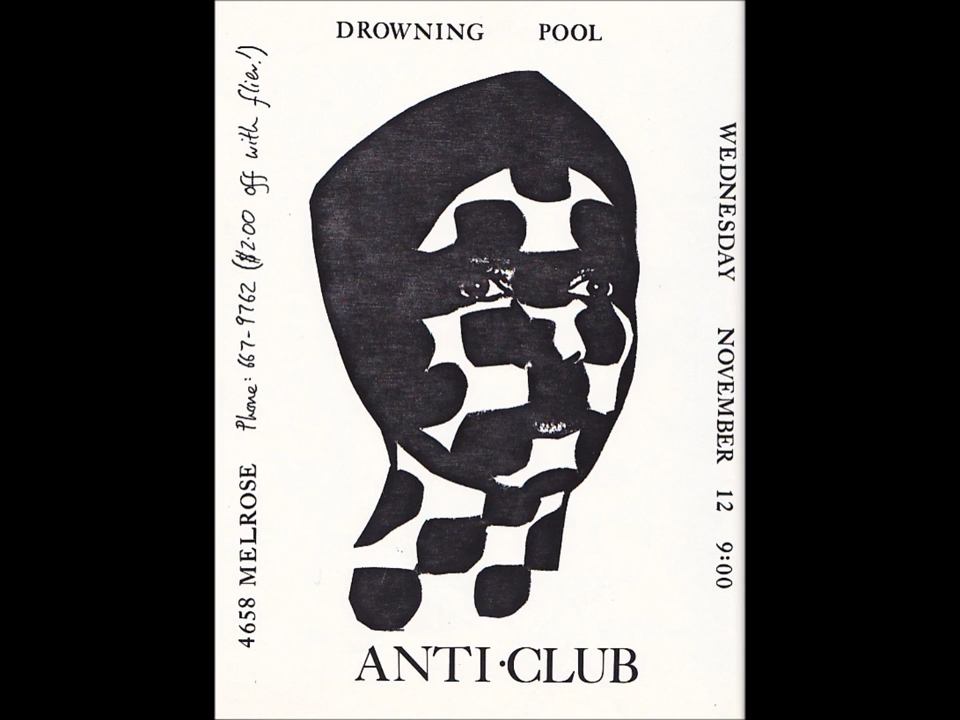 DROWNING POOL
4658 MELROSE Phone: 667-9762 ($2.00 off with flier!)
WEDNESDAY NOVEMBER 12 9:00
ANTI·CLUB